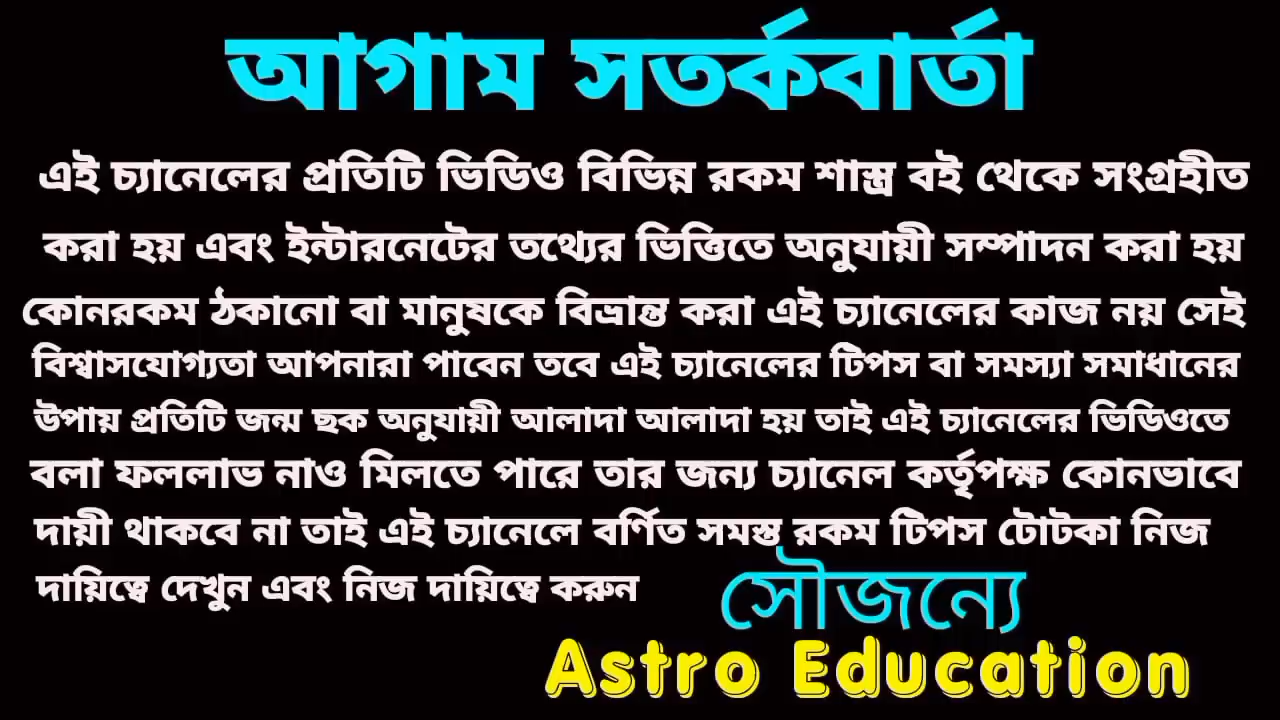 আগাম সতর্কবার্তা
এই চ্যানেলের প্রতিটি ভিডিও বিভিন্ন রকম শাস্ত্র বই থেকে সংগ্রহীত
করা হয় এবং ইন্টারনেটের তথ্যের ভিত্তিতে অনুযায়ী সম্পাদন করা হয়
কোনরকম ঠকানো বা মানুষকে বিভ্রান্ত করা এই চ্যানেলের কাজ নয় সেই
বিশ্বাসযোগ্যতা আপনারা পাবেন তবে এই চ্যানেলের টিপস বা সমস্যা সমাধানের
উপায় প্রতিটি জন্ম ছক অনুযায়ী আলাদা আলাদা হয় তাই এই চ্যানেলের ভিডিওতে
বলা ফললাভ নাও মিলতে পারে তার জন্য চ্যানেল কর্তৃপক্ষ কোনভাবে
দায়ী থাকবে না তাই এই চ্যানেলে বর্ণিত সমস্ত রকম টিপস টোটকা নিজ
দায়িত্বে দেখুন এবং নিজ দায়িত্বে করুন
সৌজন্যে
Astro Education